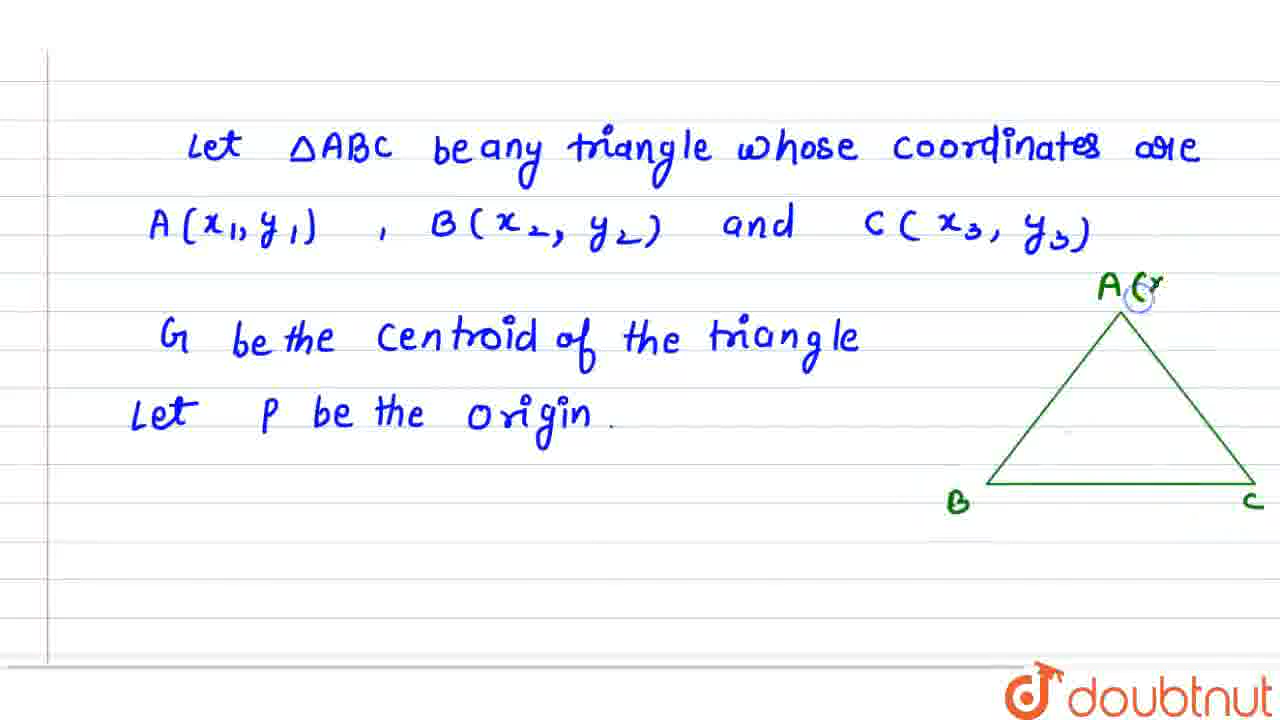 Let △ABC be any triangle whose coordinates are
A(x₁,y₁) , B(x₂, y₂) and C(x₃, y₃)
A (x
G be the centroid of the triangle
Let P be the origin.
B
C
doubtnut